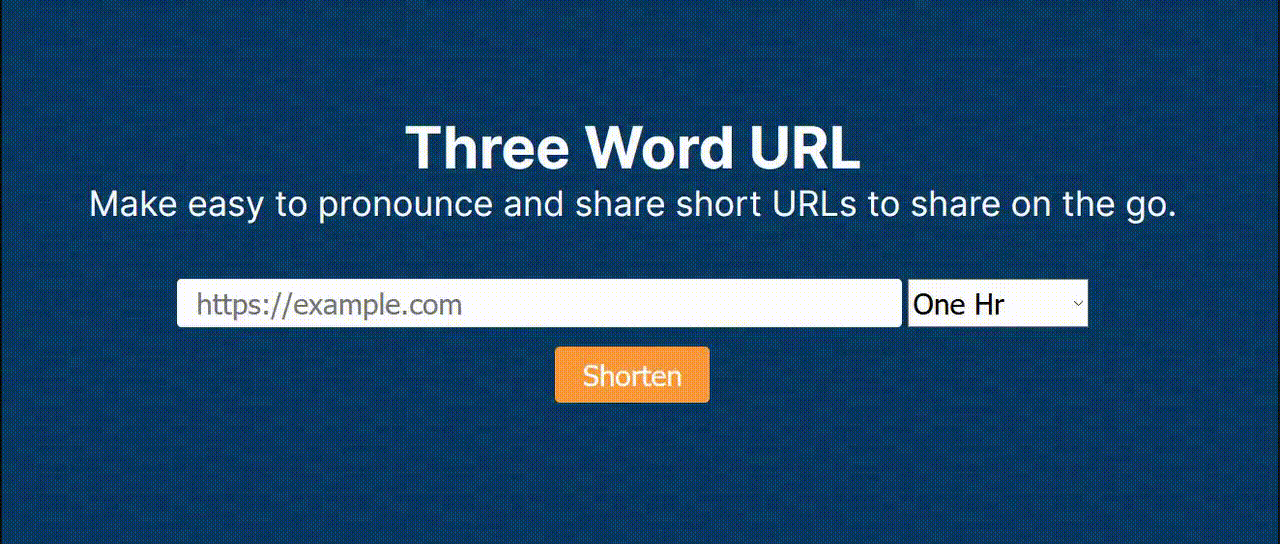 Three Word URL
Make easy to pronounce and share short URLs to share on the go.
https://example.com One Hr
Shorten